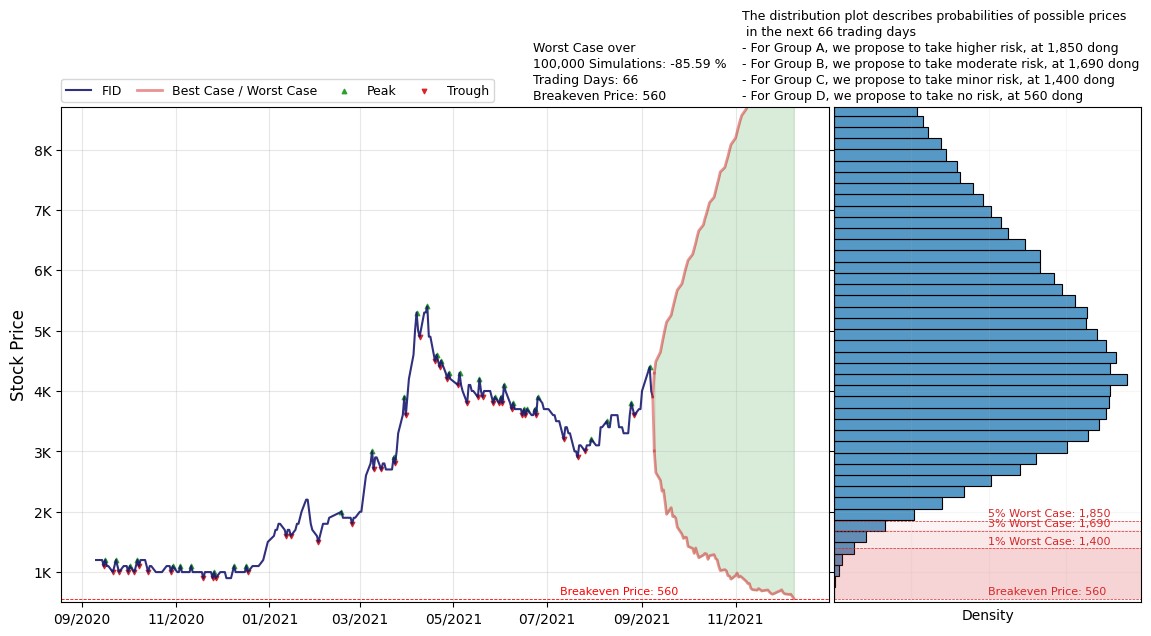 The distribution plot describes probabilities of possible prices
in the next 66 trading days
- For Group A, we propose to take higher risk, at 1,850 dong
- For Group B, we propose to take moderate risk, at 1,690 dong
- For Group C, we propose to take minor risk, at 1,400 dong
- For Group D, we propose to take no risk, at 560 dong
Worst Case over
100,000 Simulations: -85.59 %
Trading Days: 66
Breakeven Price: 560
FID
Best Case / Worst Case
Peak
Trough
Stock Price
8K
7K
6K
5K
4K
3K
2K
1K
5% Worst Case: 1,850
3% Worst Case: 1,690
1% Worst Case: 1,400
Breakeven Price: 560
Breakeven Price: 560
09/2020
11/2020
01/2021
03/2021
05/2021
07/2021
09/2021
11/2021
Density